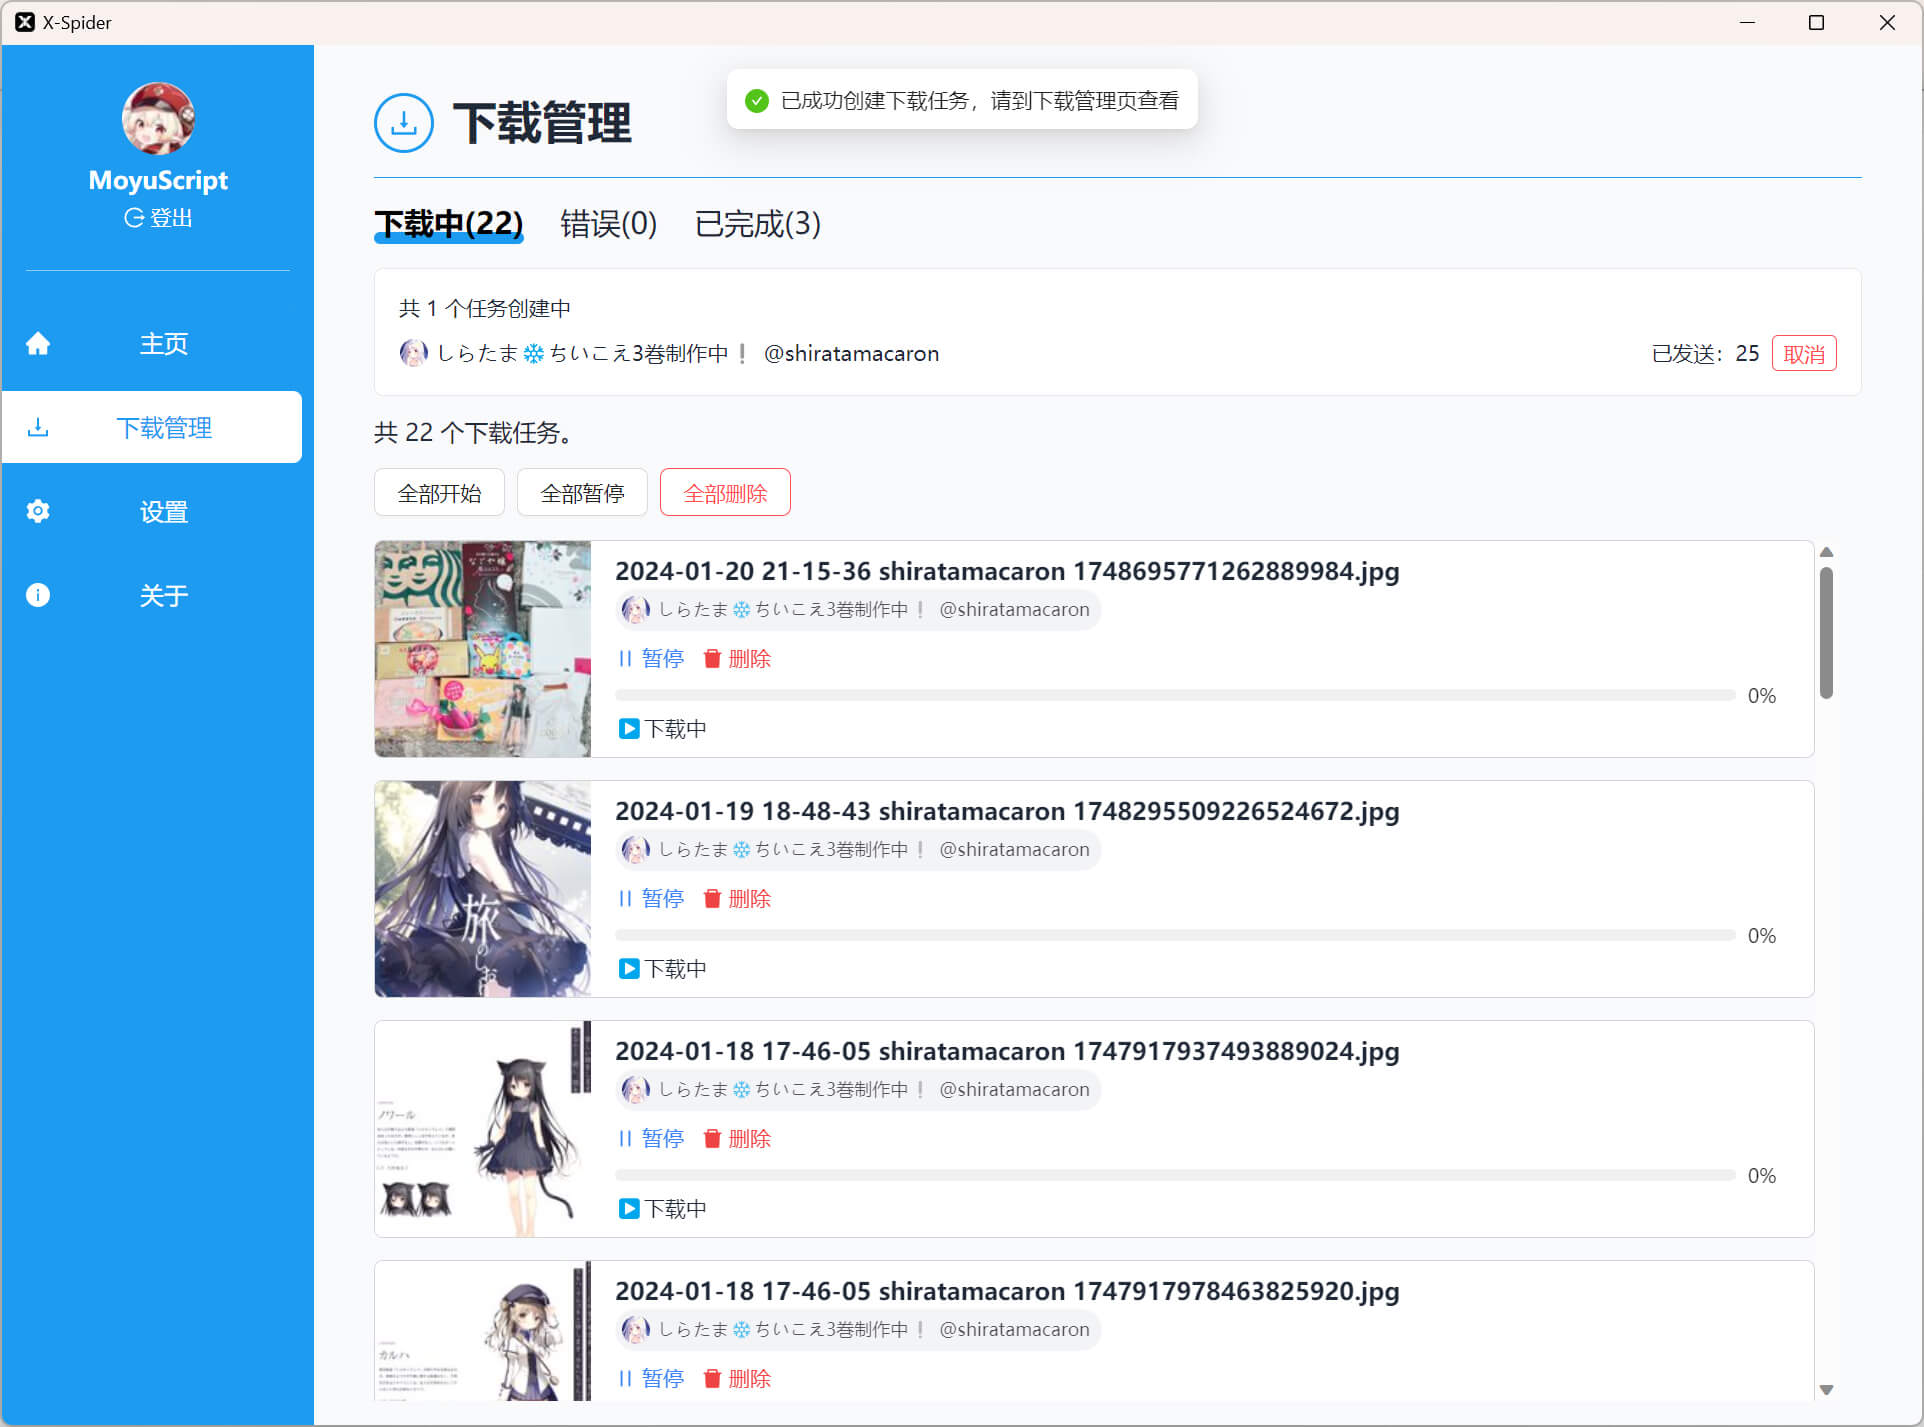 X-Spider
MoyuScript
登出
主页
下载管理
设置
关于
下载管理
已成功创建下载任务，请到下载管理页查看
下载中(22) 错误(0) 已完成(3)
共 1 个任务创建中
しらたま❄️ちいこえ3巻制作中❕ @shiratamacaron 已发送：25 取消
共 22 个下载任务。
全部开始 全部暂停 全部删除
2024-01-20 21-15-36 shiratamacaron 1748695771262889984.jpg
しらたま❄️ちいこえ3巻制作中❕ @shiratamacaron
暂停 删除
0%
下载中
旅のしお
2024-01-19 18-48-43 shiratamacaron 1748295509226524672.jpg
しらたま❄️ちいこえ3巻制作中❕ @shiratamacaron
暂停 删除
0%
下载中
ノワール
2024-01-18 17-46-05 shiratamacaron 1747917937493889024.jpg
しらたま❄️ちいこえ3巻制作中❕ @shiratamacaron
暂停 删除
0%
下载中
カルハ
2024-01-18 17-46-05 shiratamacaron 1747917978463825920.jpg
しらたま❄️ちいこえ3巻制作中❕ @shiratamacaron
暂停 删除